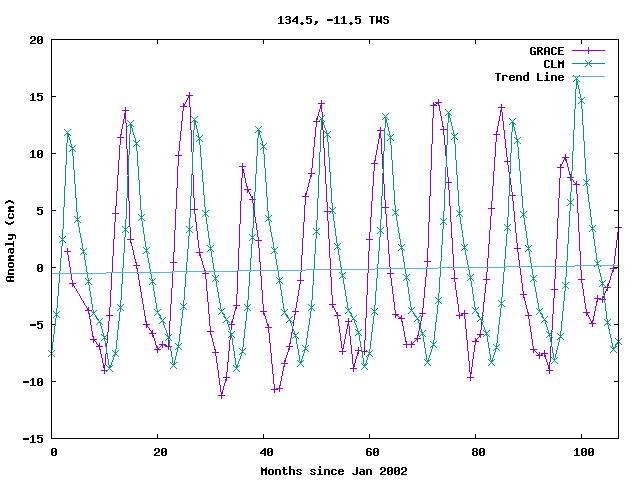 134.5, -11.5 TWS
GRACE
CLM
Trend Line
20
15
10
5
0
-5
-10
-15
Anomaly (cm)
0 20 40 60 80 100
Months since Jan 2002